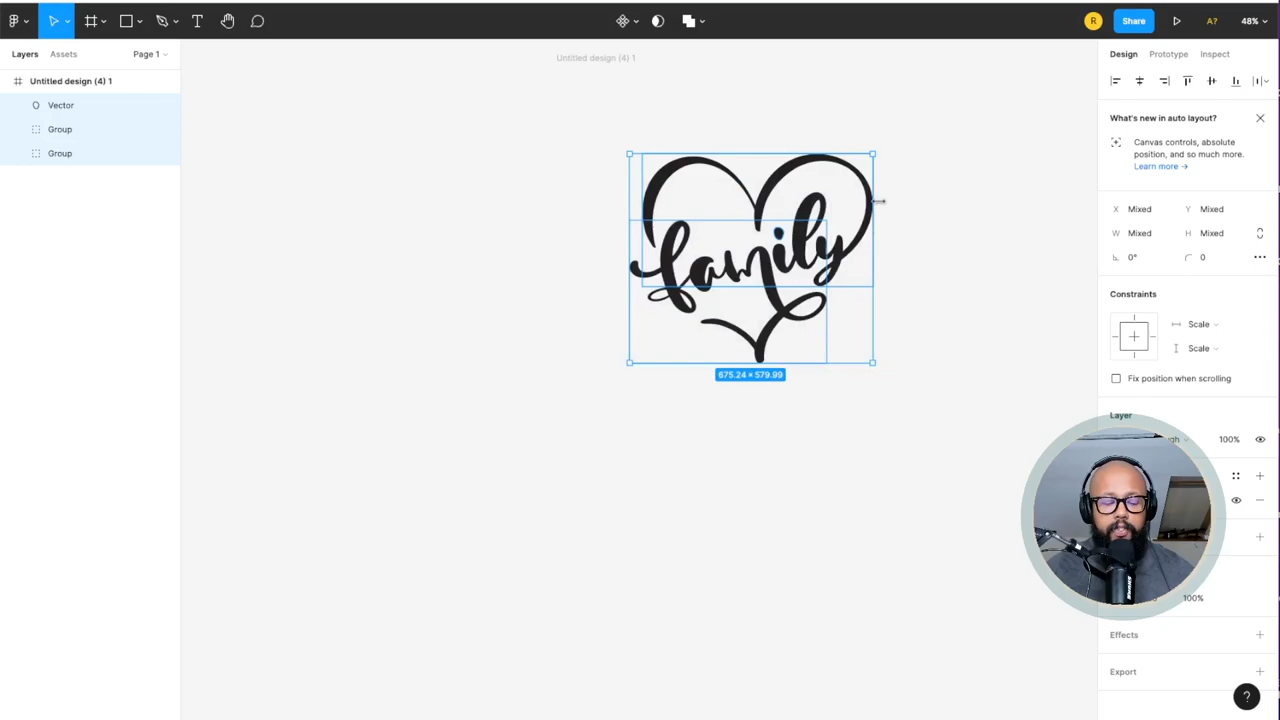 T
R
Share
A?
48%
Layers
Assets
Page 1
Untitled design (4) 1
Design
Prototype
Inspect
Untitled design (4) 1
Vector
Group
Group
What's new in auto layout?
Canvas controls, absolute
position, and so much more.
Learn more →
X Mixed
Y Mixed
W Mixed
H Mixed
0°
0
Constraints
Scale
Scale
Fix position when scrolling
Layer
100%
100%
Effects
Export
?
family
675.24 × 579.99